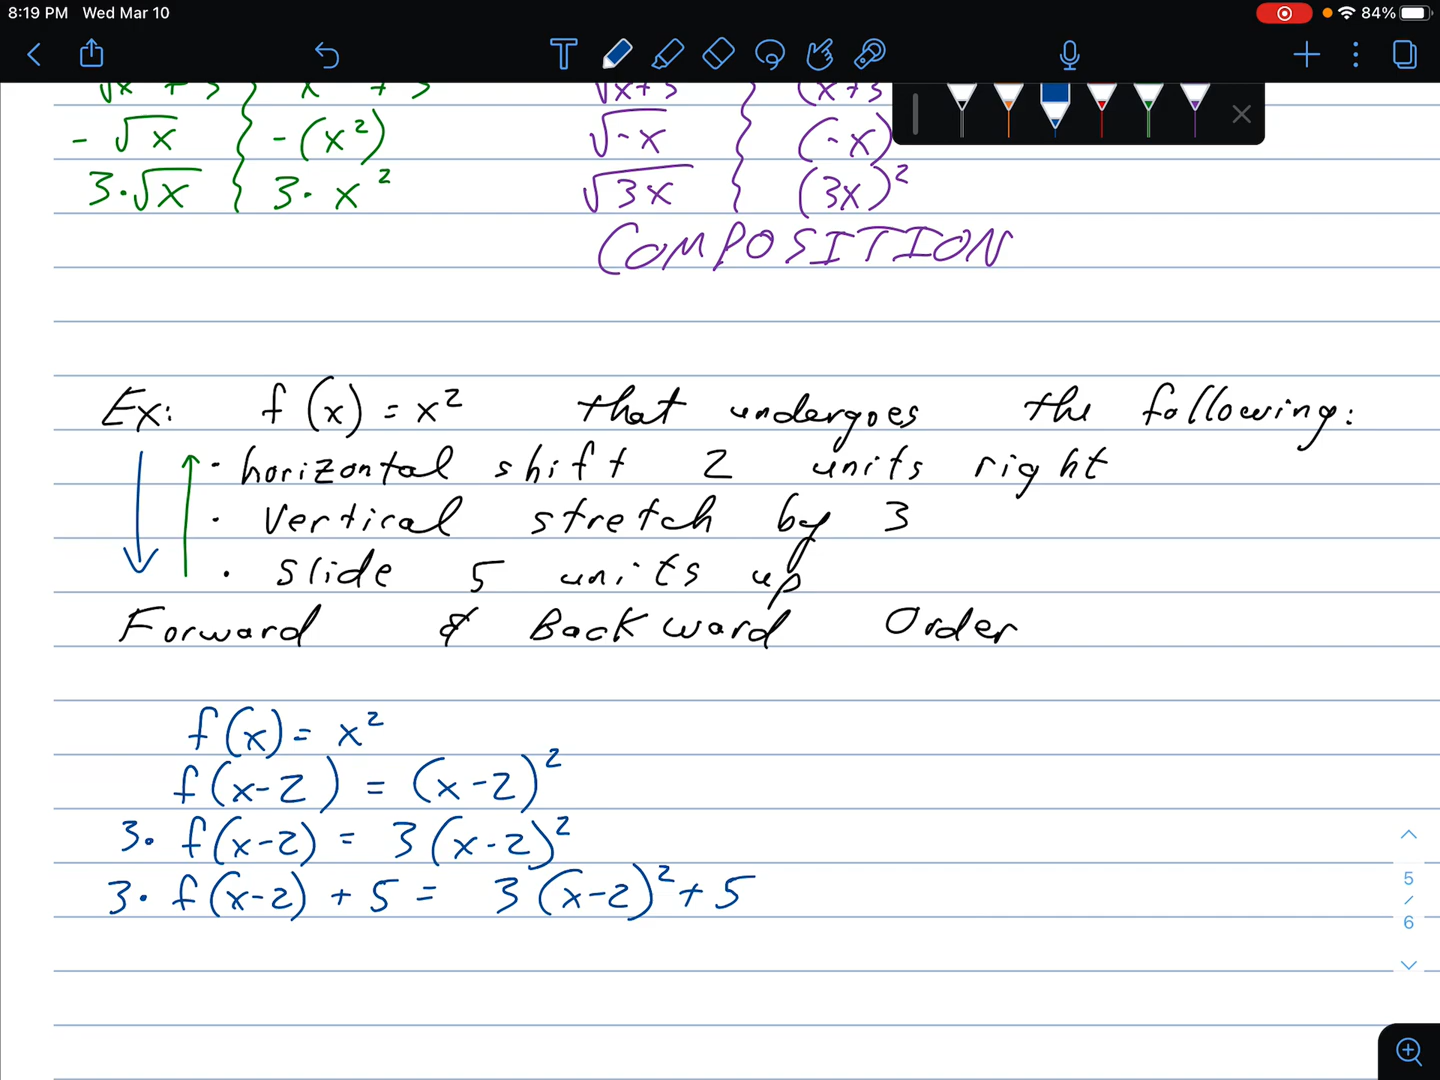 8:19 PM Wed Mar 10
84%
T
- √x } - (x²)
3·√x } 3· x²
√-x } (-x)
√3x } (3x)²
COMPOSITION
Ex: f(x) = x² that undergoes the following:
· horizontal shift 2 units right
· vertical stretch by 3
· slide 5 units up
Forward & Backward Order
f(x) = x²
f(x-2) = (x-2)²
3· f(x-2) = 3(x-2)²
3· f(x-2) + 5 = 3(x-2)² + 5
5
/
6